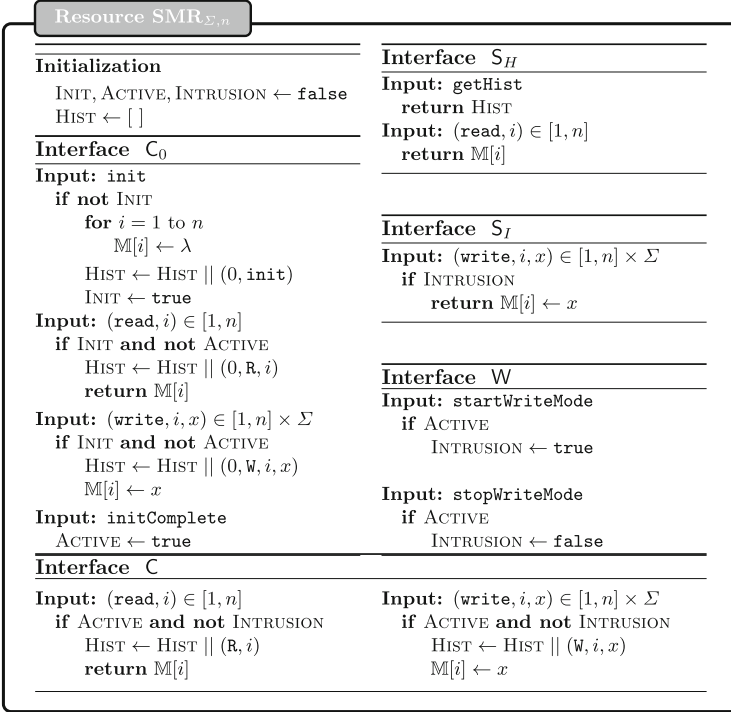 Resource SMR_{Σ,n}
Initialization
INIT, ACTIVE, INTRUSION ← false
HIST ← [ ]
Interface C_0
Input: init
if not INIT
for i = 1 to n
𝕄[i] ← λ
HIST ← HIST || (0, init)
INIT ← true
Input: (read, i) ∈ [1, n]
if INIT and not ACTIVE
HIST ← HIST || (0, R, i)
return 𝕄[i]
Input: (write, i, x) ∈ [1, n] × Σ
if INIT and not ACTIVE
HIST ← HIST || (0, W, i, x)
𝕄[i] ← x
Input: initComplete
ACTIVE ← true
Interface S_H
Input: getHist
return HIST
Input: (read, i) ∈ [1, n]
return 𝕄[i]
Interface S_I
Input: (write, i, x) ∈ [1, n] × Σ
if INTRUSION
return 𝕄[i] ← x
Interface W
Input: startWriteMode
if ACTIVE
INTRUSION ← true
Input: stopWriteMode
if ACTIVE
INTRUSION ← false
Interface C
Input: (read, i) ∈ [1, n]
if ACTIVE and not INTRUSION
HIST ← HIST || (R, i)
return 𝕄[i]
Input: (write, i, x) ∈ [1, n] × Σ
if ACTIVE and not INTRUSION
HIST ← HIST || (W, i, x)
𝕄[i] ← x